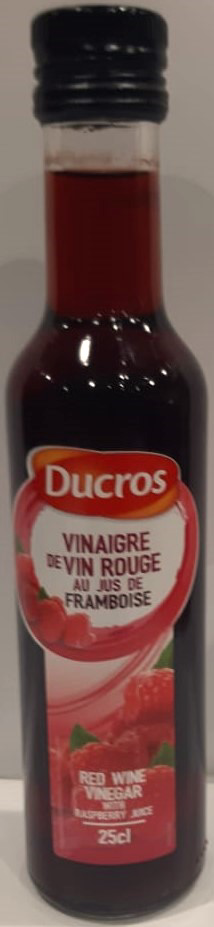 Ducros
VINAIGRE
DE VIN ROUGE
AU JUS DE
FRAMBOISE
RED WINE
VINEGAR
WITH
RASPBERRY JUICE
25cl